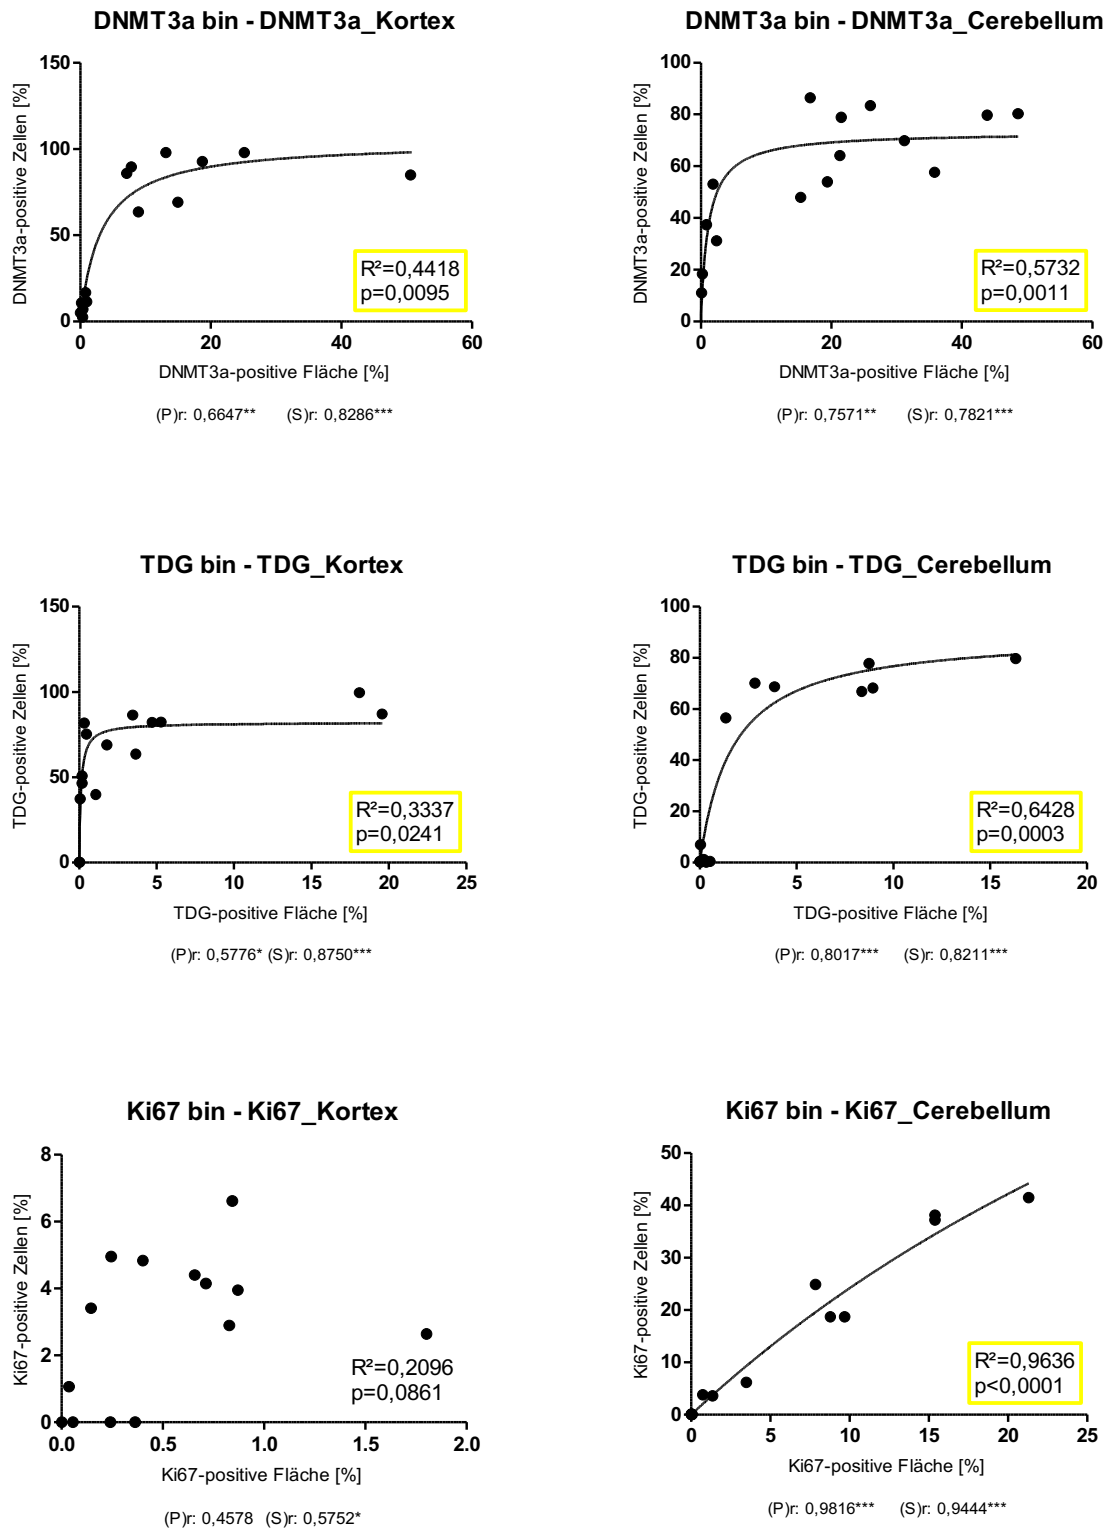 DNMT3a bin - DNMT3a_Kortex
150
100
50
0
DNMT3a-positive Zellen [%]
R²=0,4418
p=0,0095
0 20 40 60
DNMT3a-positive Fläche [%]
(P)r: 0,6647** (S)r: 0,8286***
DNMT3a bin - DNMT3a_Cerebellum
100
80
60
40
20
0
DNMT3a-positive Zellen [%]
R²=0,5732
p=0,0011
0 20 40 60
DNMT3a-positive Fläche [%]
(P)r: 0,7571** (S)r: 0,7821***
TDG bin - TDG_Kortex
150
100
50
0
TDG-positive Zellen [%]
R²=0,3337
p=0,0241
0 5 10 15 20 25
TDG-positive Fläche [%]
(P)r: 0,5776* (S)r: 0,8750***
TDG bin - TDG_Cerebellum
100
80
60
40
20
0
TDG-positive Zellen [%]
R²=0,6428
p=0,0003
0 5 10 15 20
TDG-positive Fläche [%]
(P)r: 0,8017*** (S)r: 0,8211***
Ki67 bin - Ki67_Kortex
8
6
4
2
0
Ki67-positive Zellen [%]
R²=0,2096
p=0,0861
0.0 0.5 1.0 1.5 2.0
Ki67-positive Fläche [%]
(P)r: 0,4578 (S)r: 0,5752*
Ki67 bin - Ki67_Cerebellum
50
40
30
20
10
0
Ki67-positive Zellen [%]
R²=0,9636
p<0,0001
0 5 10 15 20 25
Ki67-positive Fläche [%]
(P)r: 0,9816*** (S)r: 0,9444***